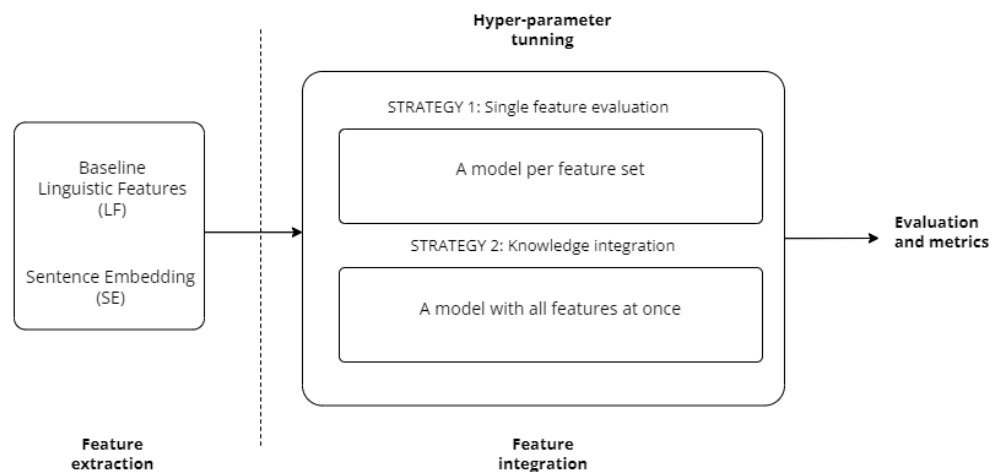 Hyper-parameter
tunning
STRATEGY 1: Single feature evaluation
A model per feature set
STRATEGY 2: Knowledge integration
A model with all features at once
Baseline
Linguistic Features
(LF)
Sentence Embedding
(SE)
Evaluation
and metrics
Feature
extraction
Feature
integration